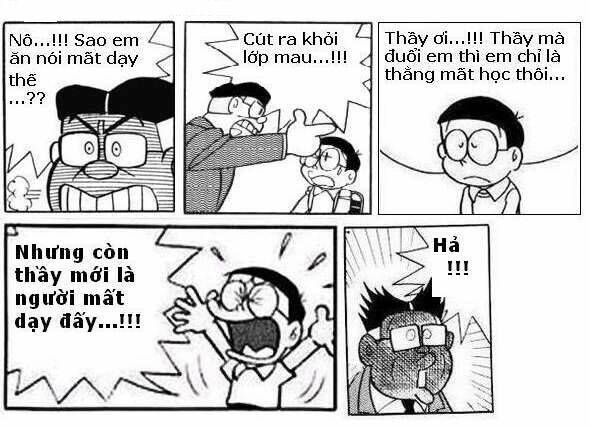 Nô...!!! Sao em
ăn nói mất dạy
thế
...??
Cút ra khỏi
lớp mau...!!!
Thầy ơi...!!! Thầy mà
đuổi em thì em chỉ là
thằng mất học thôi...
Nhưng còn
thầy mới là
người mất
dạy đấy...!!!
Hả
!!!